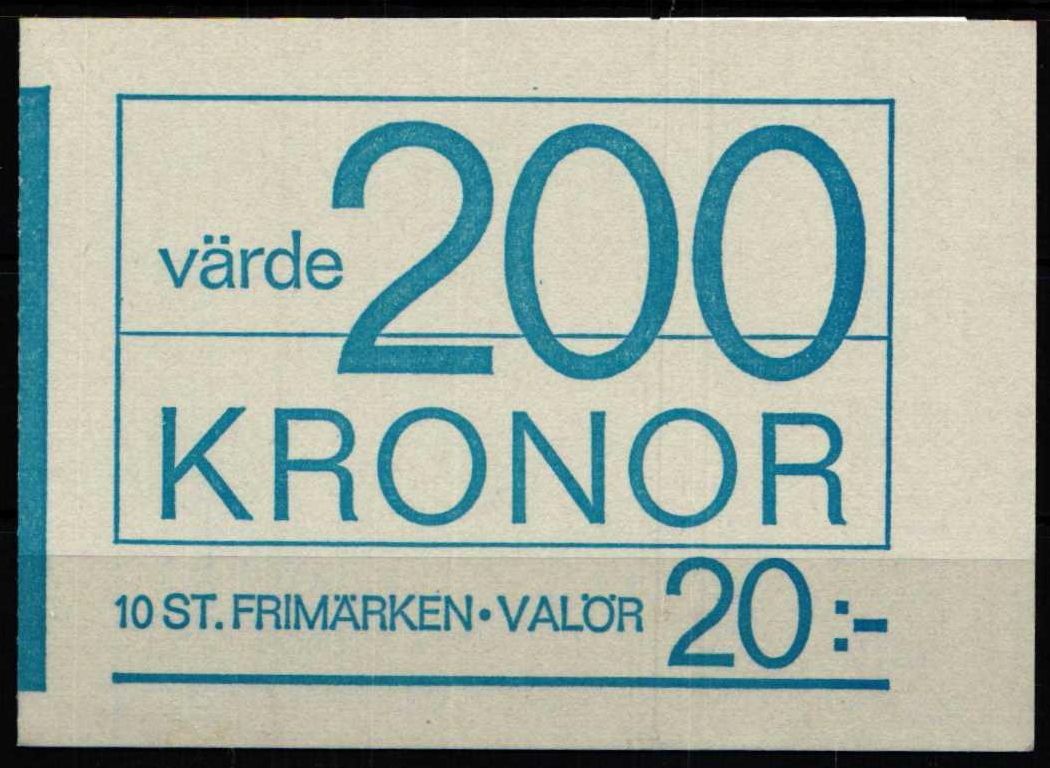 värde 200
KRONOR
10 ST. FRIMÄRKEN • VALÖR 20:-